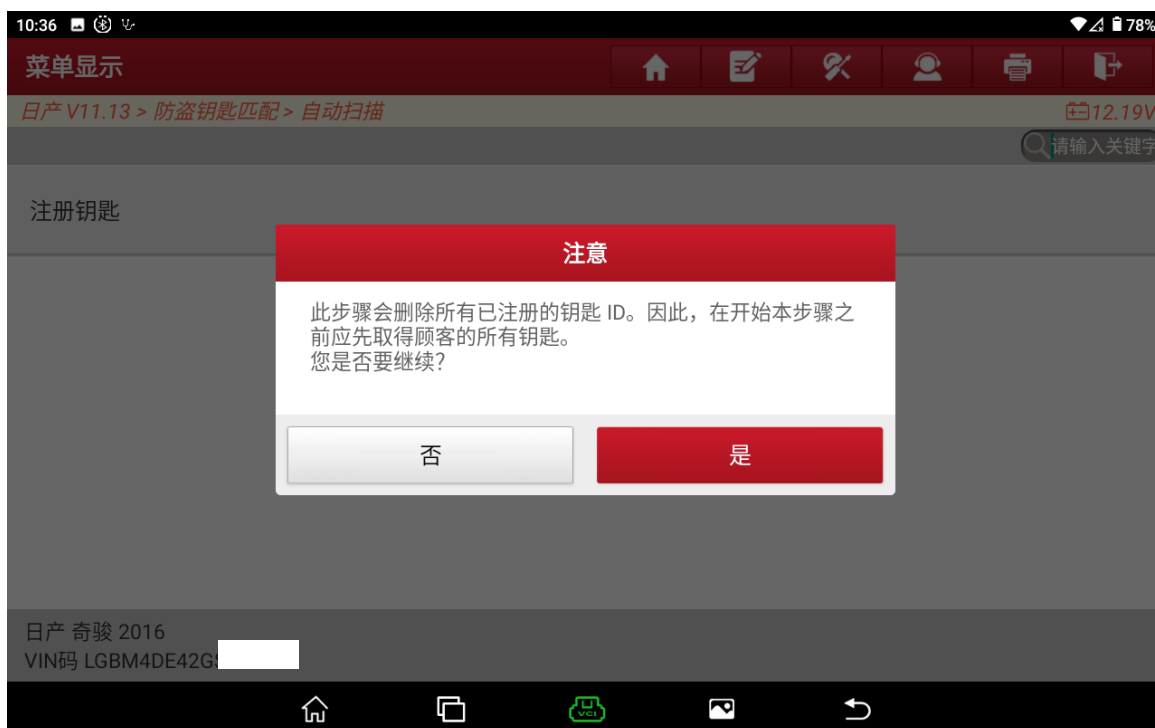 10:36
78%
菜单显示
日产 V11.13 > 防盗钥匙匹配 > 自动扫描
12.19V
请输入关键字
注册钥匙
注意
此步骤会删除所有已注册的钥匙 ID。因此，在开始本步骤之
前应先取得顾客的所有钥匙。
您是否要继续？
否
是
日产 奇骏 2016
VIN码 LGBM4DE42G
VCI